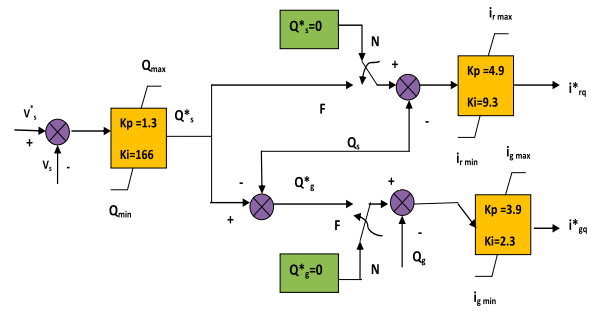 Q*s=0
N
ir max
Qmax
+
Kp =4.9
Ki=9.3
i*rq
V*s
+
Vs
-
Kp =1.3
Ki=166
Q*s
F
-
Qs
ir min
ig max
Qmin
-
+
Q*g
+
F
-
Kp =3.9
Ki=2.3
i*gq
Q*g=0
N
Qg
ig min